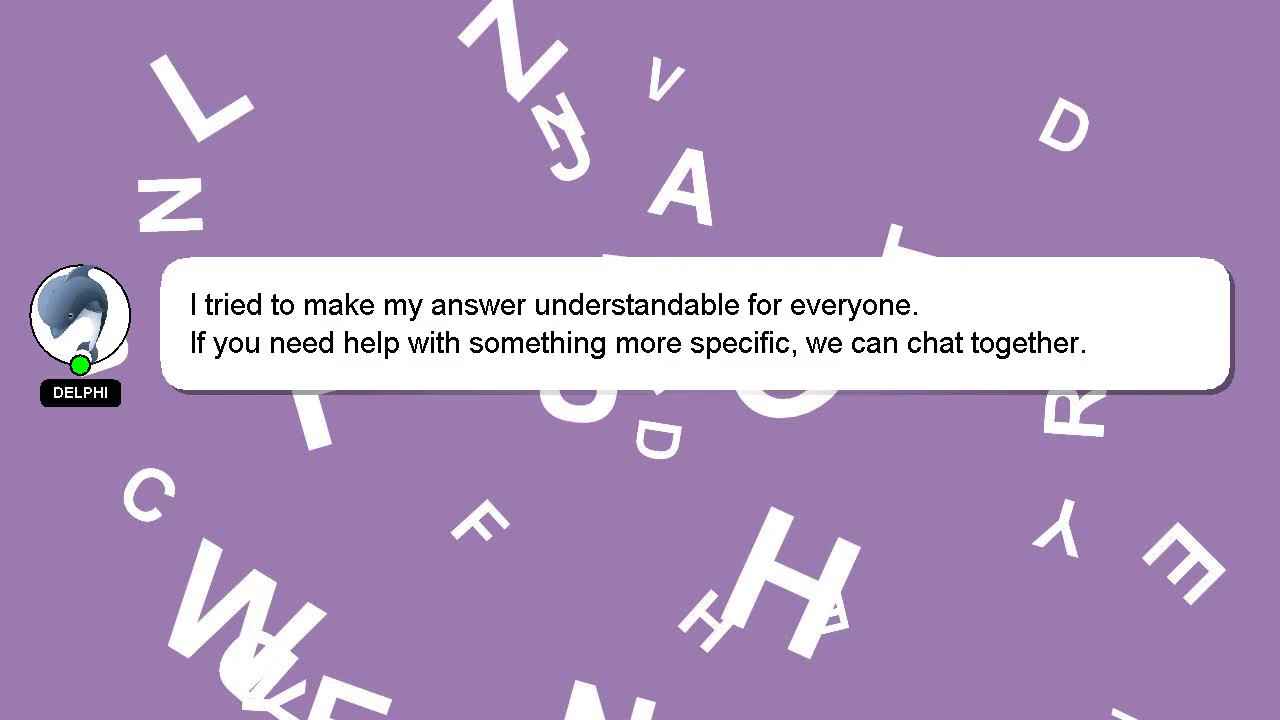 L
N
V
N
J
D
A
N
I tried to make my answer understandable for everyone.
If you need help with something more specific, we can chat together.
DELPHI
D
R
C
F
Y
E
H
H
A
W
N